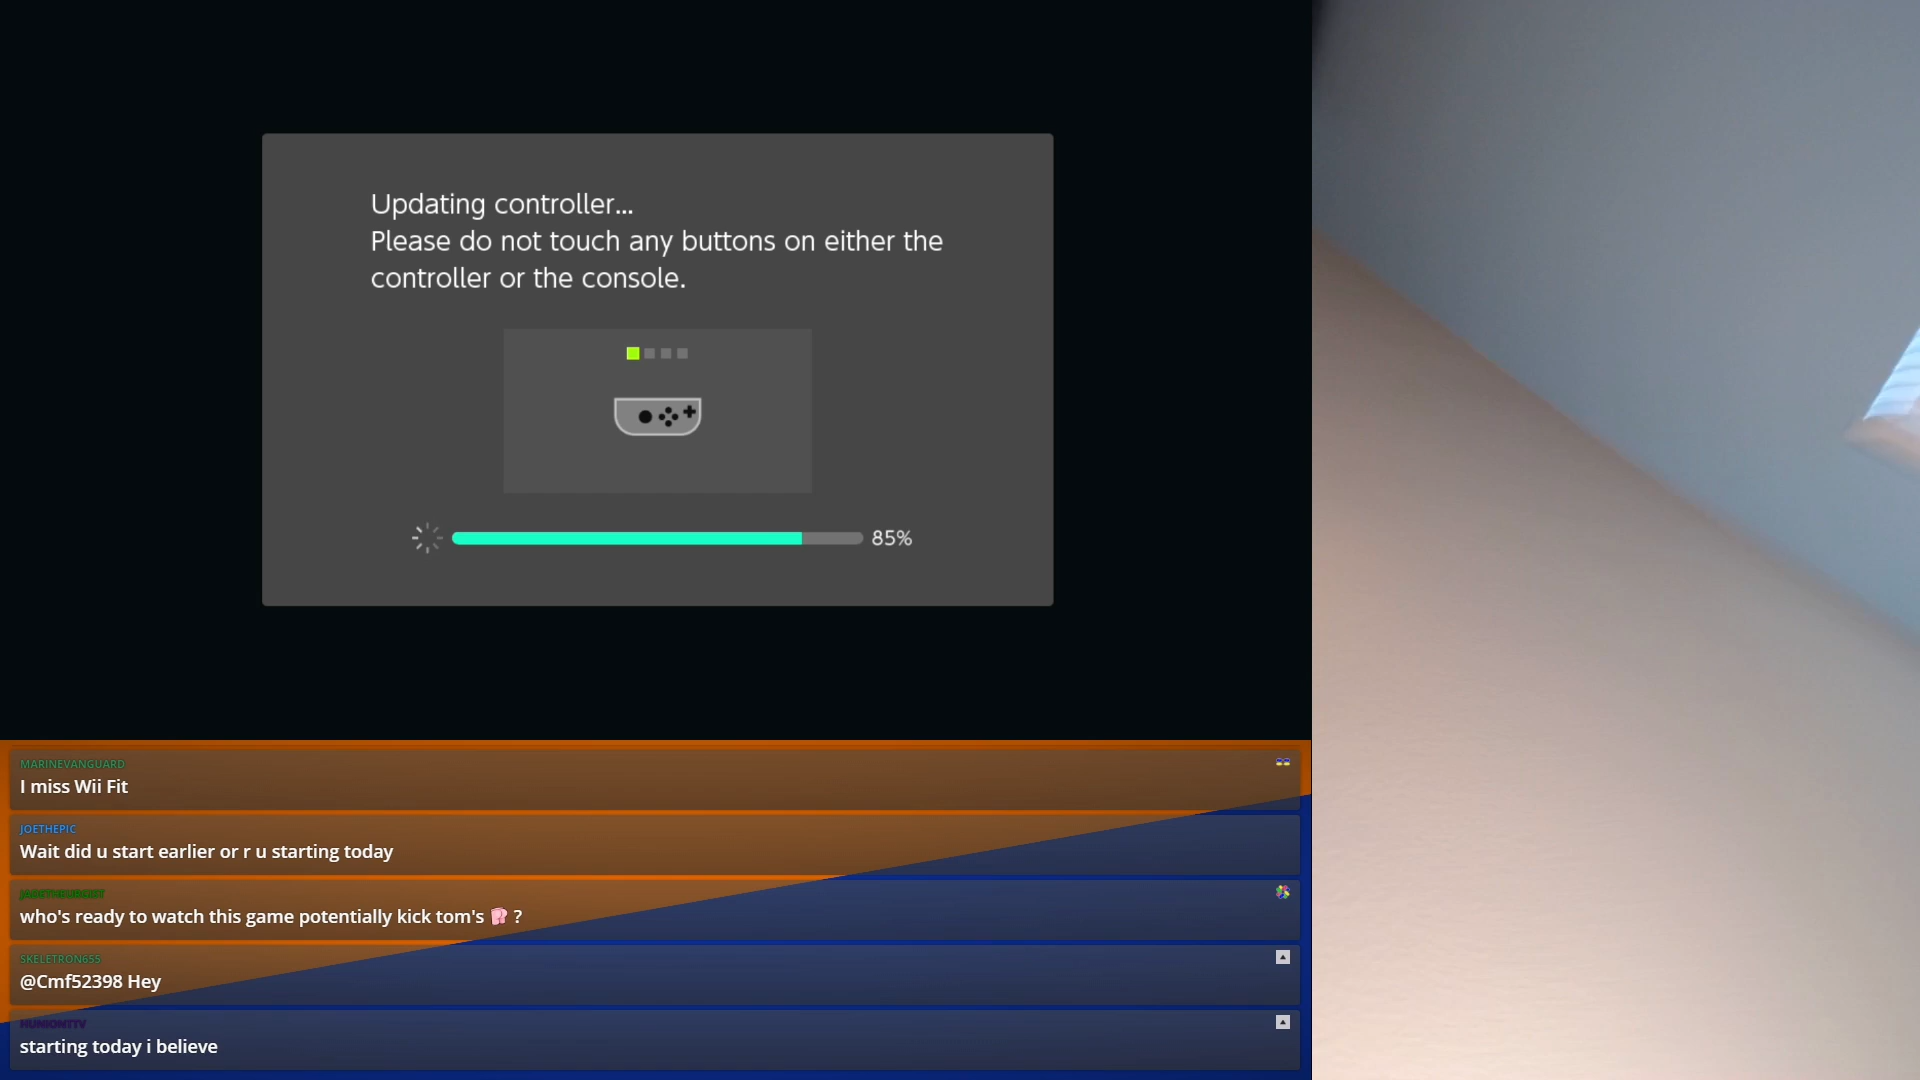 Updating controller...
Please do not touch any buttons on either the
controller or the console.
85%
MARINEVANGUARD
I miss Wii Fit
JOETHEPIC
Wait did u start earlier or r u starting today
who's ready to watch this game potentially kick tom's ?
SKELETRON655
@Cmf52398 Hey
HUNIONTTV
starting today i believe